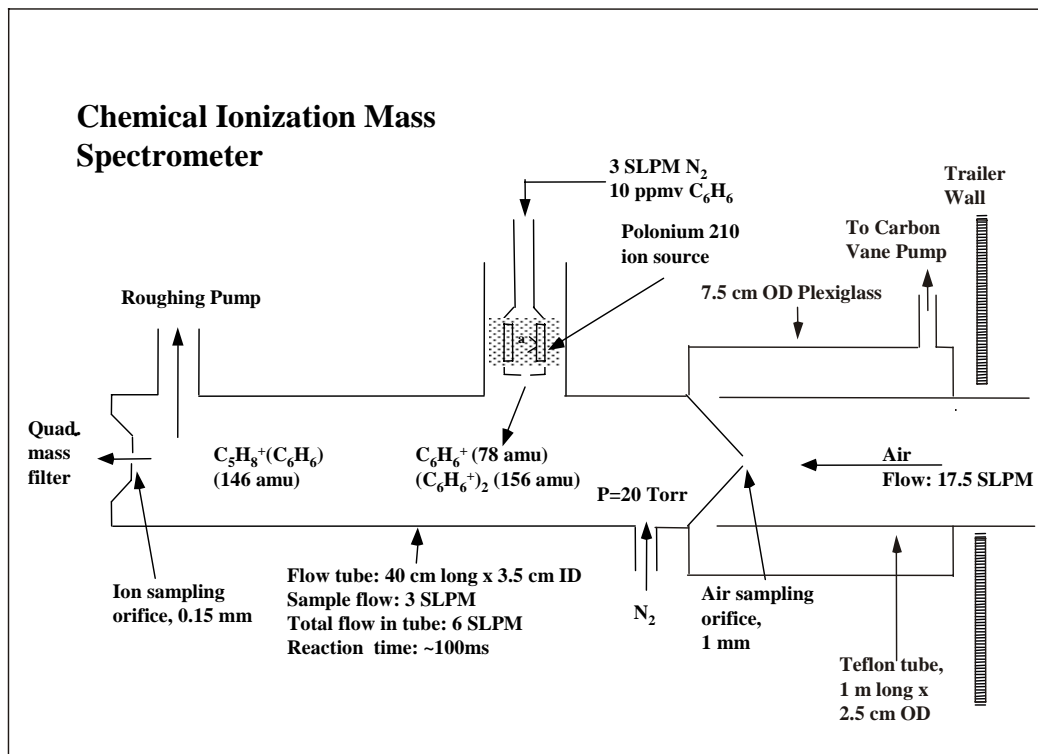 Chemical Ionization Mass
Spectrometer
3 SLPM N₂
10 ppmv C₆H₆
Polonium 210
ion source
Trailer
Wall
To Carbon
Vane Pump
7.5 cm OD Plexiglass
Roughing Pump
a
Quad.
mass
filter
C₅H₈⁺(C₆H₆)
(146 amu)
C₆H₆⁺ (78 amu)
(C₆H₆⁺)₂ (156 amu)
P=20 Torr
Air
Flow: 17.5 SLPM
Ion sampling
orifice, 0.15 mm
Flow tube: 40 cm long x 3.5 cm ID
Sample flow: 3 SLPM
Total flow in tube: 6 SLPM
Reaction time: ~100ms
N₂
Air sampling
orifice,
1 mm
Teflon tube,
1 m long x
2.5 cm OD